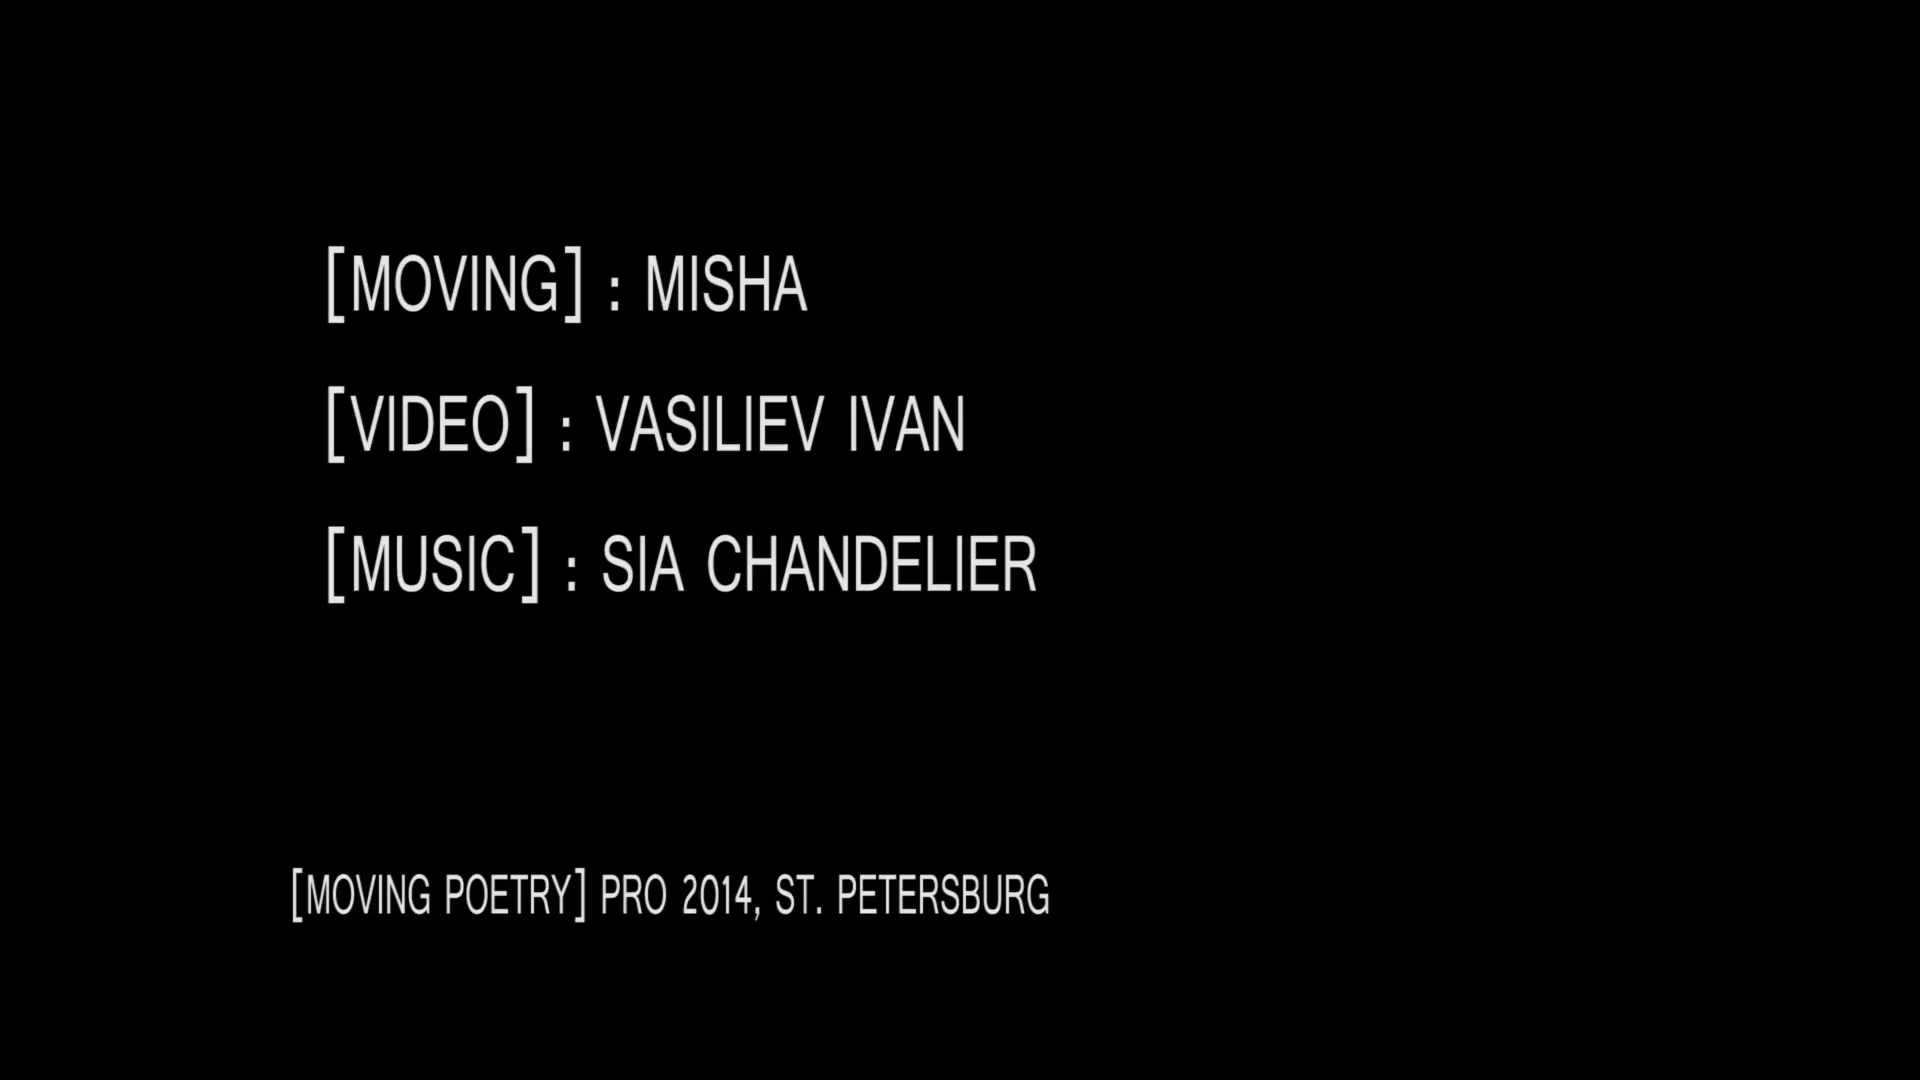 [MOVING] : MISHA
[VIDEO] : VASILIEV IVAN
[MUSIC] : SIA CHANDELIER
[MOVING POETRY] PRO 2014, ST. PETERSBURG